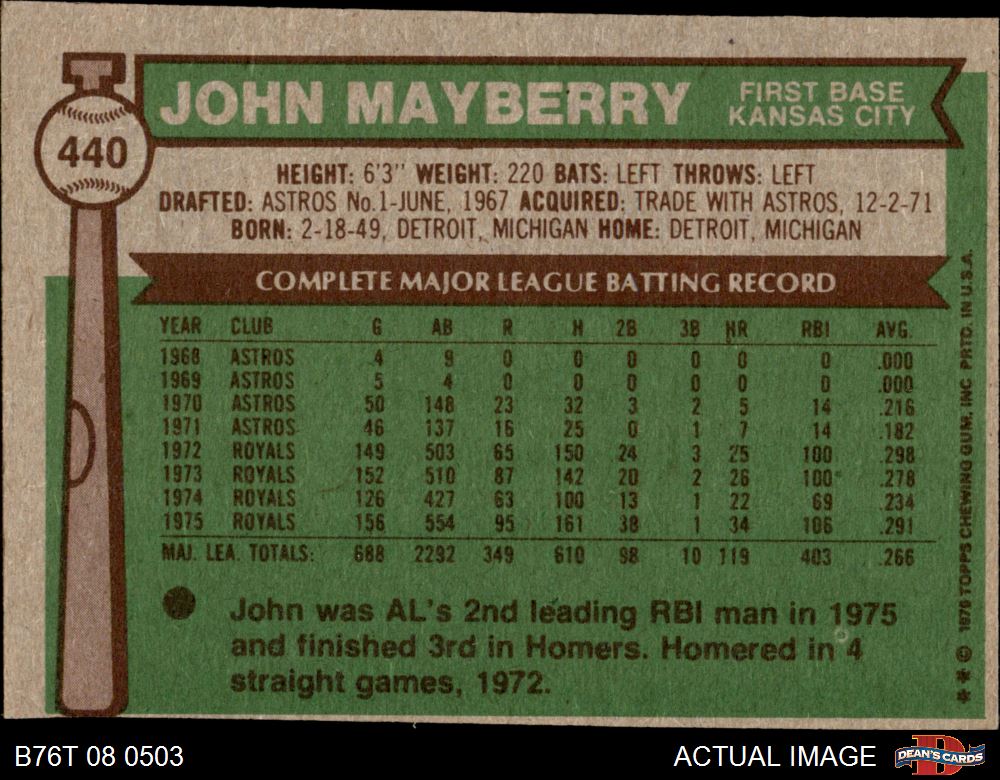 JOHN MAYBERRY
FIRST BASE
KANSAS CITY
440
HEIGHT: 6'3" WEIGHT: 220 BATS: LEFT THROWS: LEFT
DRAFTED: ASTROS No.1-JUNE, 1967 ACQUIRED: TRADE WITH ASTROS, 12-2-71
BORN: 2-18-49, DETROIT, MICHIGAN HOME: DETROIT, MICHIGAN
COMPLETE MAJOR LEAGUE BATTING RECORD
YEAR CLUB G AB R H 2B 3B HR RBI AVG.
1968 ASTROS 4 9 0 0 0 0 0 0 .000
1969 ASTROS 5 4 0 0 0 0 0 0 .000
1970 ASTROS 50 148 23 32 3 2 5 14 .216
1971 ASTROS 46 137 16 25 0 1 7 14 .182
1972 ROYALS 149 503 65 150 24 3 25 100 .298
1973 ROYALS 152 510 87 142 20 2 26 100 .278
1974 ROYALS 126 427 63 100 13 1 22 69 .234
1975 ROYALS 156 554 95 161 38 1 34 106 .291
MAJ. LEA. TOTALS: 688 2292 349 610 98 10 119 403 .266
John was AL's 2nd leading RBI man in 1975
and finished 3rd in Homers. Homered in 4
straight games, 1972.
** © 1976 TOPPS CHEWING GUM, INC PRTD. IN U.S.A.
B76T 08 0503
ACTUAL IMAGE
D
DEAN'S CARDS